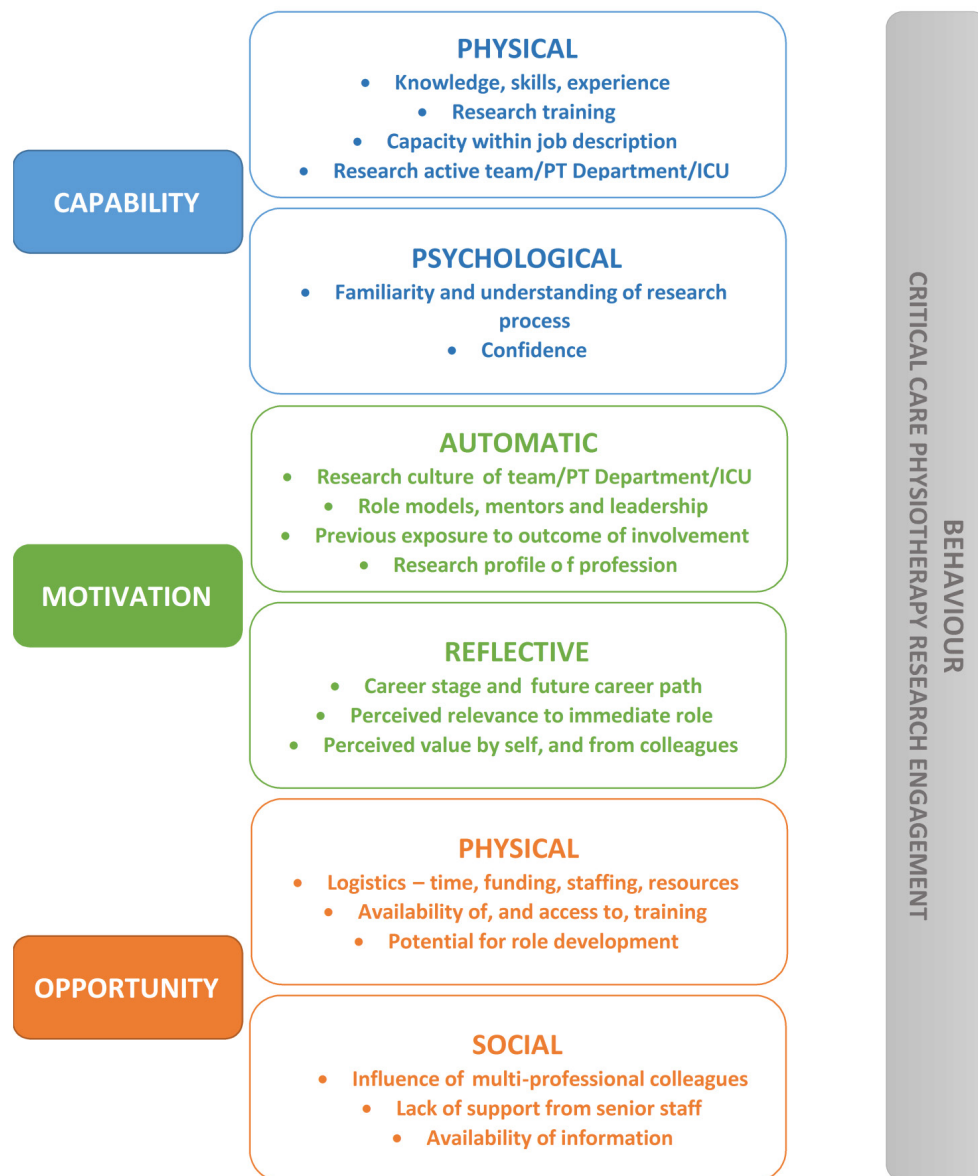 CAPABILITY
PHYSICAL
• Knowledge, skills, experience
• Research training
• Capacity within job description
• Research active team/PT Department/ICU
PSYCHOLOGICAL
• Familiarity and understanding of research
process
• Confidence
MOTIVATION
AUTOMATIC
• Research culture of team/PT Department/ICU
• Role models, mentors and leadership
• Previous exposure to outcome of involvement
• Research profile o f profession
REFLECTIVE
• Career stage and future career path
• Perceived relevance to immediate role
• Perceived value by self, and from colleagues
OPPORTUNITY
PHYSICAL
• Logistics – time, funding, staffing, resources
• Availability of, and access to, training
• Potential for role development
SOCIAL
• Influence of multi-professional colleagues
• Lack of support from senior staff
• Availability of information
BEHAVIOUR
CRITICAL CARE PHYSIOTHERAPY RESEARCH ENGAGEMENT